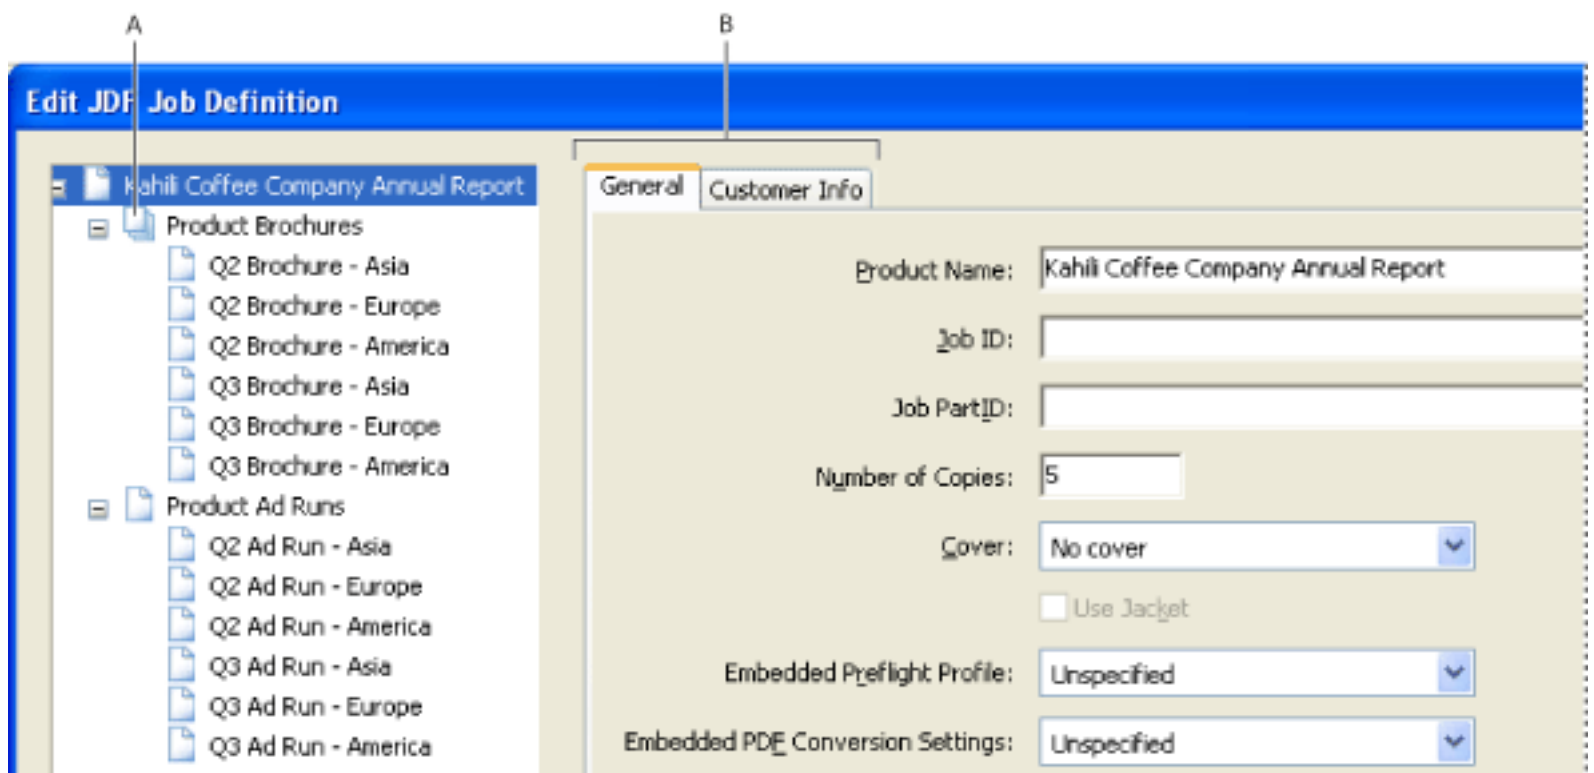 A
B
Edit JDF Job Definition
Kahili Coffee Company Annual Report
Product Brochures
Q2 Brochure - Asia
Q2 Brochure - Europe
Q2 Brochure - America
Q3 Brochure - Asia
Q3 Brochure - Europe
Q3 Brochure - America
Product Ad Runs
Q2 Ad Run - Asia
Q2 Ad Run - Europe
Q2 Ad Run - America
Q3 Ad Run - Asia
Q3 Ad Run - Europe
Q3 Ad Run - America
General
Customer Info
Product Name: Kahili Coffee Company Annual Report
Job ID:
Job PartID:
Number of Copies: 5
Cover: No cover
Use Jacket
Embedded Preflight Profile: Unspecified
Embedded PDF Conversion Settings: Unspecified